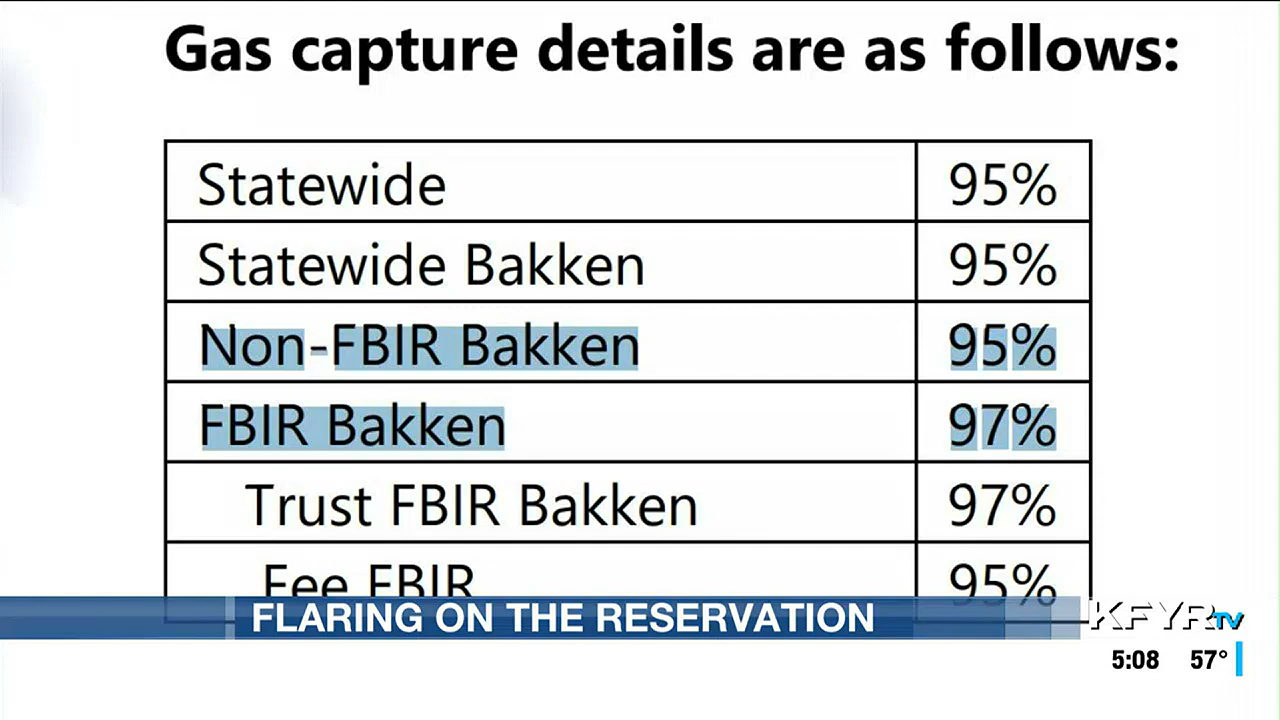 Gas capture details are as follows:
Statewide 95%
Statewide Bakken 95%
Non-FBIR Bakken 95%
FBIR Bakken 97%
Trust FBIR Bakken 97%
Fee FBIR 95%
FLARING ON THE RESERVATION
KFYR TV
5:08 57°